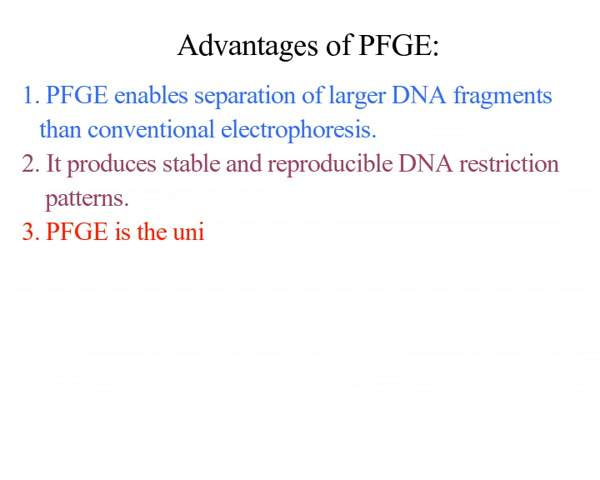 Advantages of PFGE:
1. PFGE enables separation of larger DNA fragments
than conventional electrophoresis.
2. It produces stable and reproducible DNA restriction
patterns.
3. PFGE is the uni